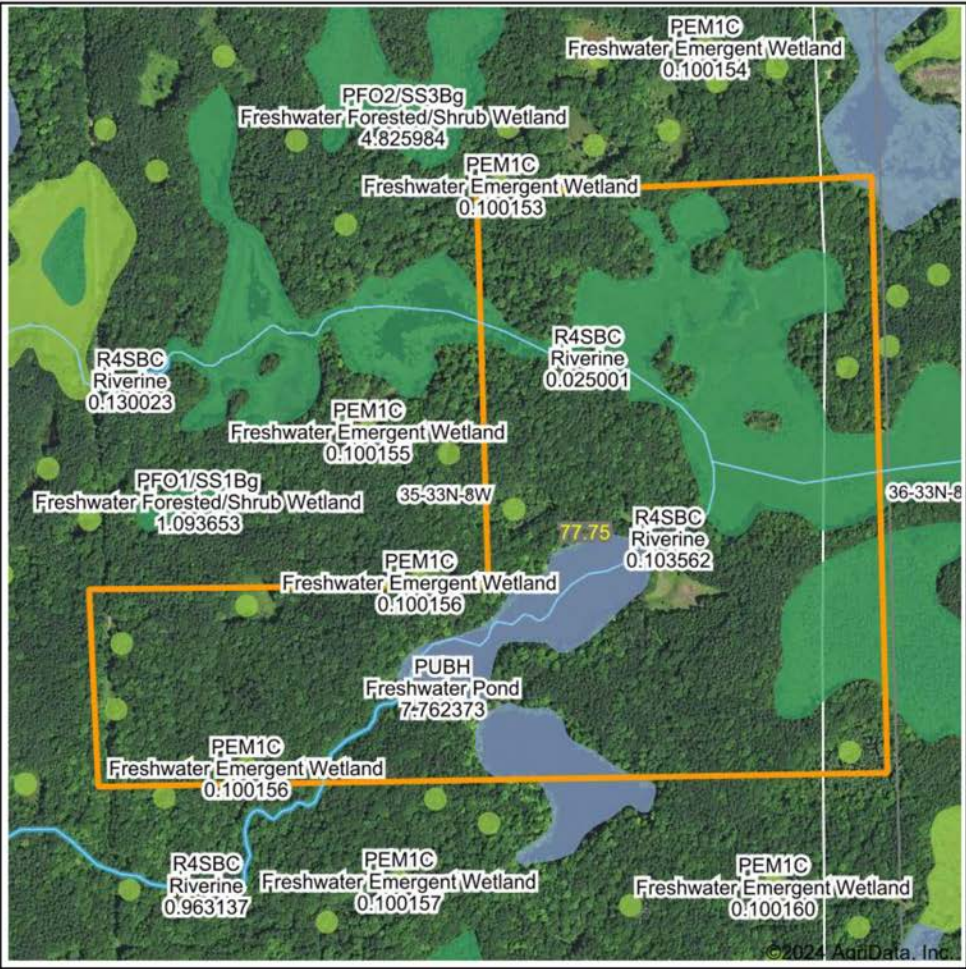 PEM1C
Freshwater Emergent Wetland
0.100154
PFO2/SS3Bg
Freshwater Forested/Shrub Wetland
4.825984
PEM1C
Freshwater Emergent Wetland
0.100153
R4SBC
Riverine
0.130023
R4SBC
Riverine
0.025001
PEM1C
Freshwater Emergent Wetland
0.100155
PFO1/SS1Bg
Freshwater Forested/Shrub Wetland
1.093653
35-33N-8W
36-33N-8
77.75
R4SBC
Riverine
0.103562
PEM1C
Freshwater Emergent Wetland
0.100156
PUBH
Freshwater Pond
7.762373
PEM1C
Freshwater Emergent Wetland
0.100156
R4SBC
Riverine
0.963137
PEM1C
Freshwater Emergent Wetland
0.100157
PEM1C
Freshwater Emergent Wetland
0.100160
©2024 AgriData, Inc.